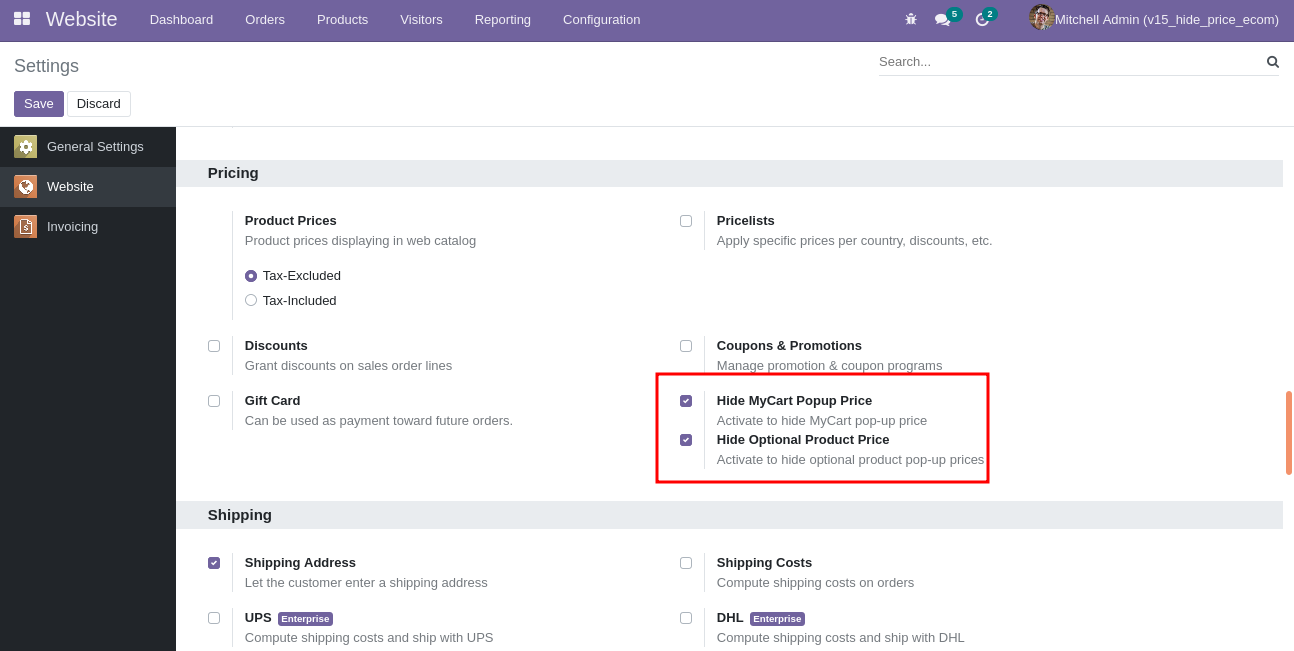 Website Dashboard Orders Products Visitors Reporting Configuration 5 2 Mitchell Admin (v15_hide_price_ecom)
Settings
Search...
Save Discard
General Settings
Website
Invoicing
Pricing
Product Prices
Product prices displaying in web catalog
Tax-Excluded
Tax-Included
Pricelists
Apply specific prices per country, discounts, etc.
Discounts
Grant discounts on sales order lines
Coupons & Promotions
Manage promotion & coupon programs
Gift Card
Can be used as payment toward future orders.
Hide MyCart Popup Price
Activate to hide MyCart pop-up price
Hide Optional Product Price
Activate to hide optional product pop-up prices
Shipping
Shipping Address
Let the customer enter a shipping address
Shipping Costs
Compute shipping costs on orders
UPS Enterprise
Compute shipping costs and ship with UPS
DHL Enterprise
Compute shipping costs and ship with DHL